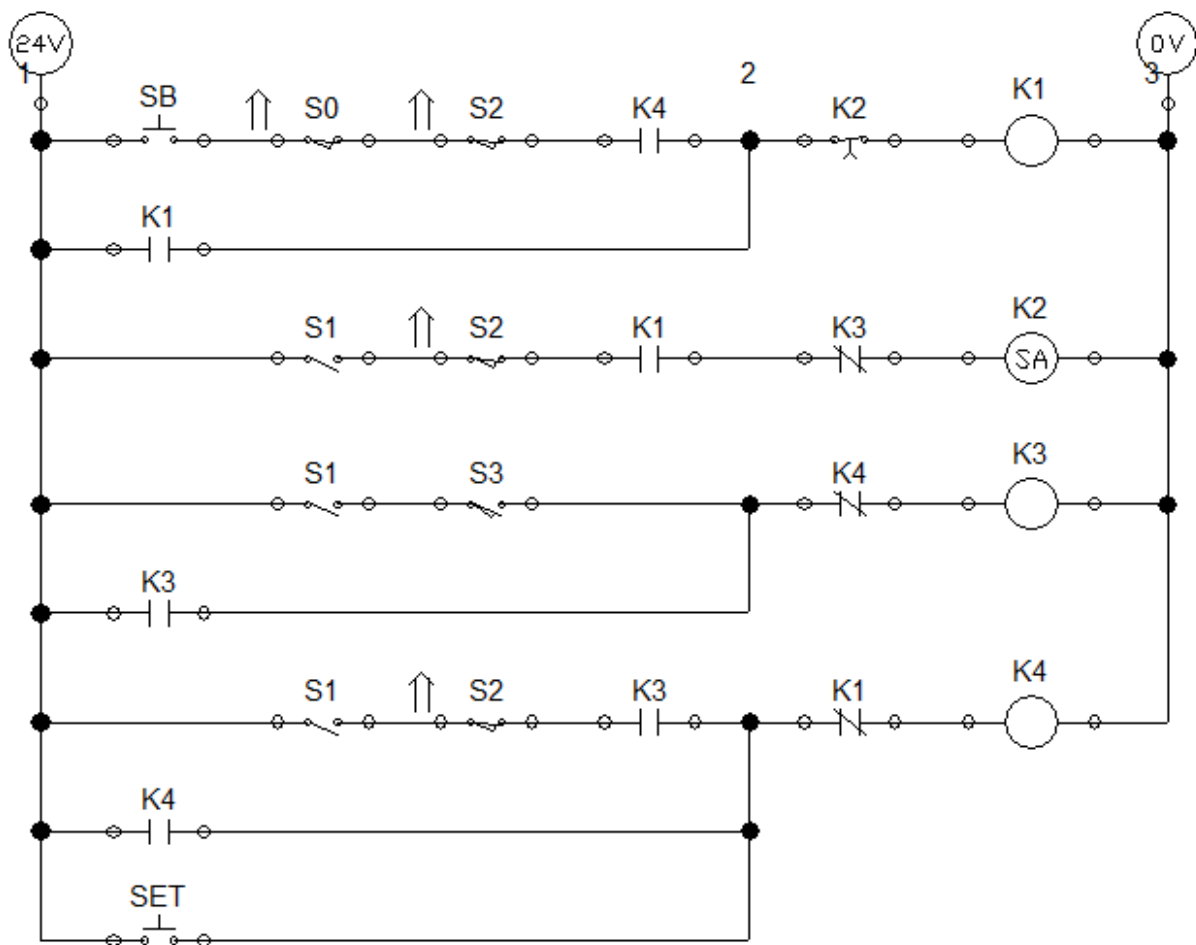 24V 0V
1 2 3
SB S0 S2 K4 K2 K1
K1
S1 S2 K1 K3 K2
SA
S1 S3 K4 K3
K3
S1 S2 K3 K1 K4
K4
SET